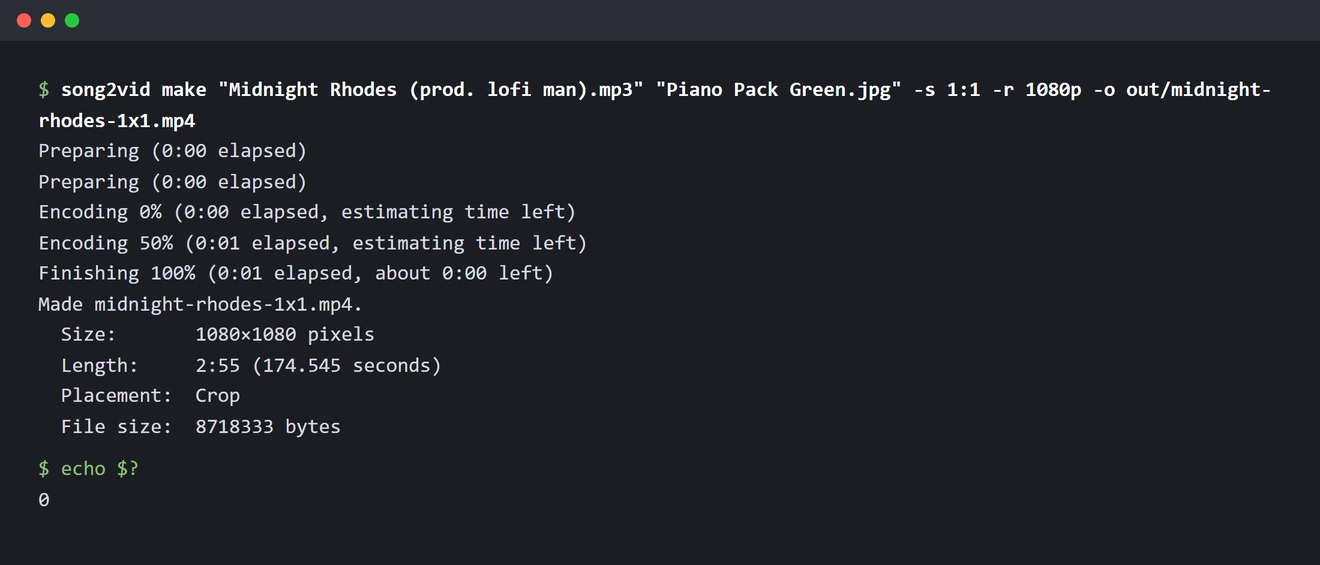 $ song2vid make "Midnight Rhodes (prod. lofi man).mp3" "Piano Pack Green.jpg" -s 1:1 -r 1080p -o out/midnight-
rhodes-1x1.mp4
Preparing (0:00 elapsed)
Preparing (0:00 elapsed)
Encoding 0% (0:00 elapsed, estimating time left)
Encoding 50% (0:01 elapsed, estimating time left)
Finishing 100% (0:01 elapsed, about 0:00 left)
Made midnight-rhodes-1x1.mp4.
  Size:       1080×1080 pixels
  Length:     2:55 (174.545 seconds)
  Placement:  Crop
  File size:  8718333 bytes
$ echo $?
0